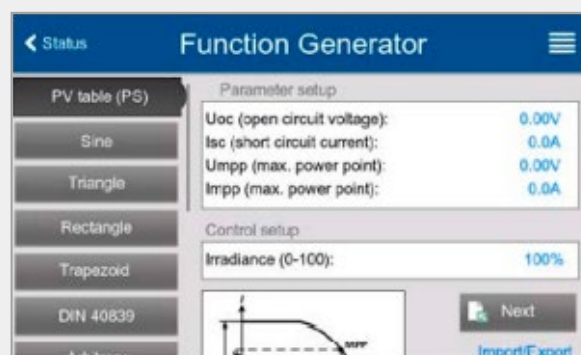 Status
Function Generator
PV table (PS)
Sine
Triangle
Rectangle
Trapezoid
DIN 40839
Parameter setup
Uoc (open circuit voltage): 0.00V
Isc (short circuit current): 0.0A
Umpp (max. power point): 0.00V
Impp (max. power point): 0.0A
Control setup
Irradiance (0-100): 100%
I
MPP
Next
Import/Export